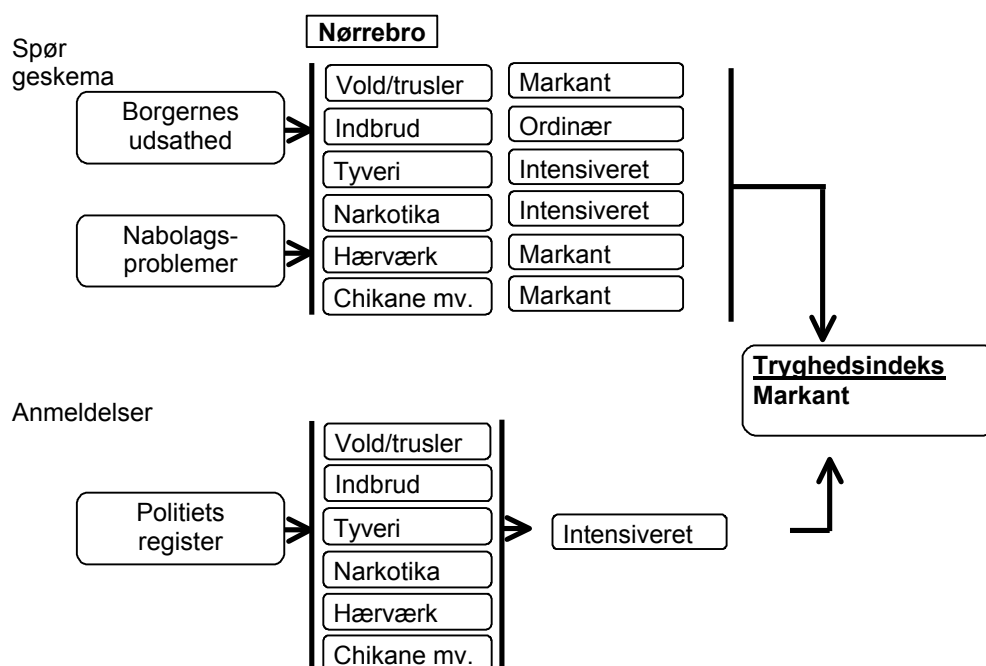 Nørrebro
Spør
geskema
Borgernes
udsathed
Nabolags-
problemer
Vold/trusler Markant
Indbrud Ordinær
Tyveri Intensiveret
Narkotika Intensiveret
Hærværk Markant
Chikane mv. Markant
Tryghedsindeks
Markant
Anmeldelser
Politiets
register
Vold/trusler
Indbrud
Tyveri
Narkotika
Hærværk
Chikane mv.
Intensiveret